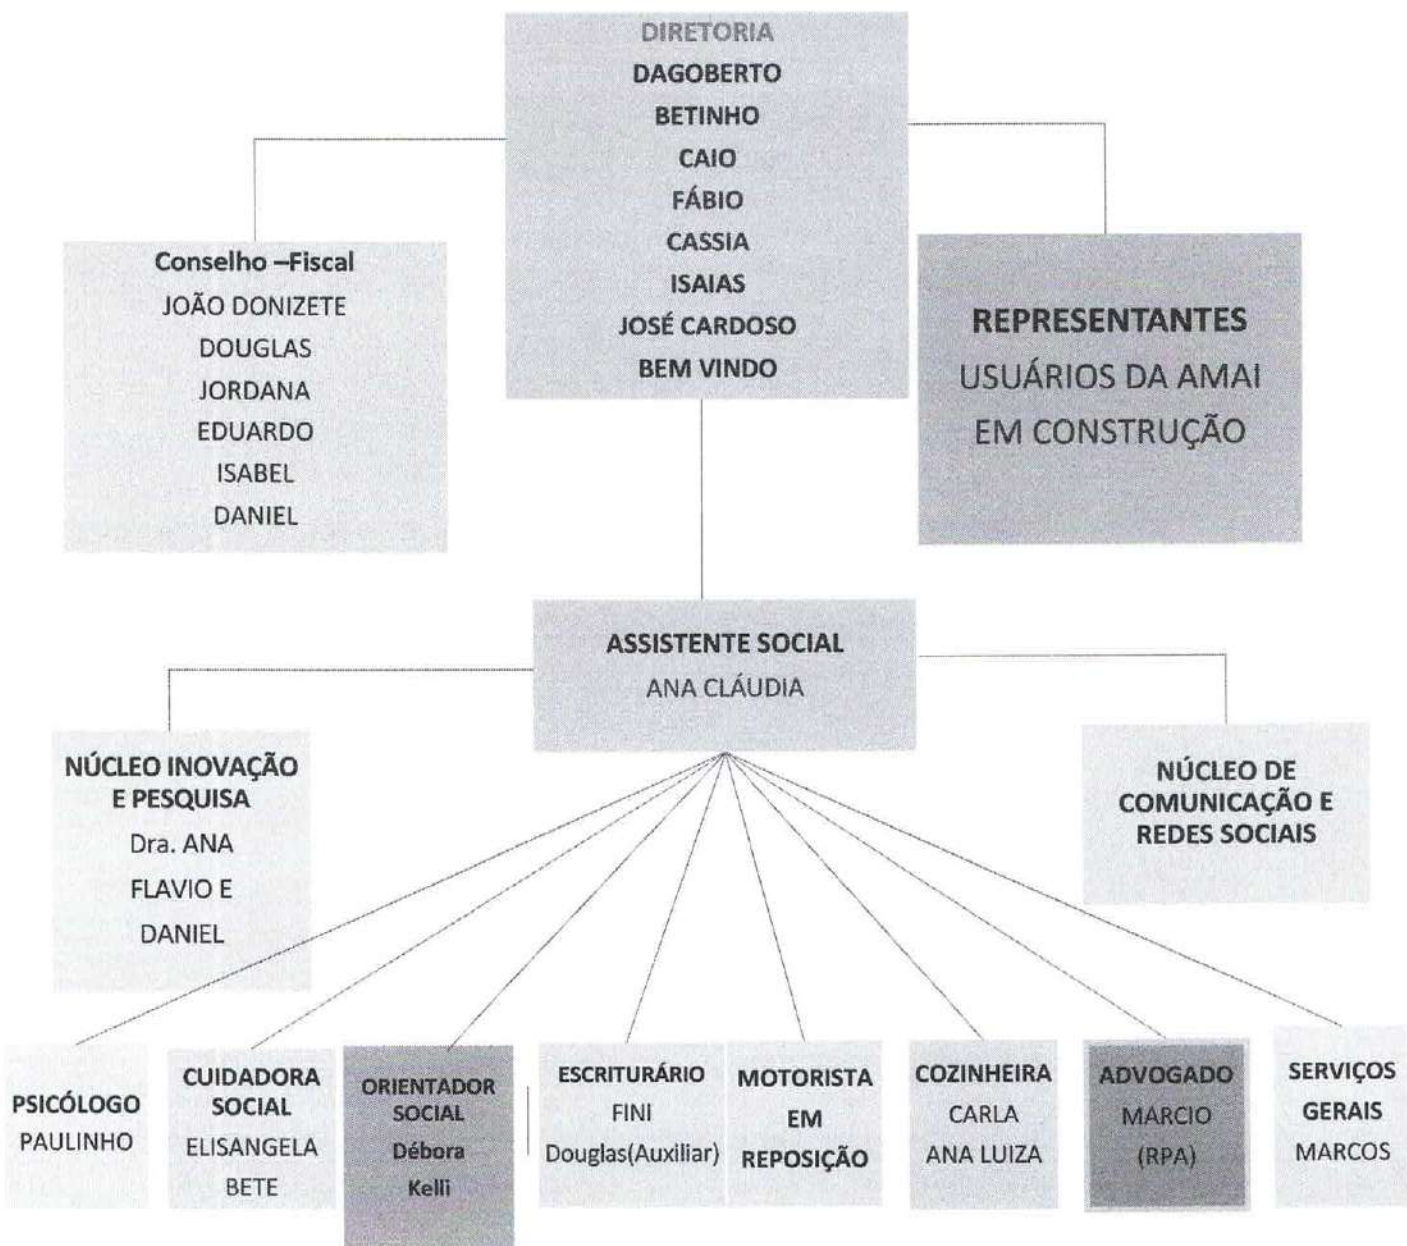 DIRETORIA
DAGOBERTO
BETINHO
CAIO
FÁBIO
CASSIA
ISAIAS
JOSÉ CARDOSO
BEM VINDO
Conselho –Fiscal
JOÃO DONIZETE
DOUGLAS
JORDANA
EDUARDO
ISABEL
DANIEL
REPRESENTANTES
USUÁRIOS DA AMAI
EM CONSTRUÇÃO
ASSISTENTE SOCIAL
ANA CLÁUDIA
NÚCLEO INOVAÇÃO
E PESQUISA
Dra. ANA
FLAVIO E
DANIEL
NÚCLEO DE
COMUNICAÇÃO E
REDES SOCIAIS
PSICÓLOGO
PAULINHO
CUIDADORA
SOCIAL
ELISANGELA
BETE
ORIENTADOR
SOCIAL
Débora
Kelli
ESCRITURÁRIO
FINI
Douglas(Auxiliar)
MOTORISTA
EM
REPOSIÇÃO
COZINHEIRA
CARLA
ANA LUIZA
ADVOGADO
MARCIO
(RPA)
SERVIÇOS
GERAIS
MARCOS